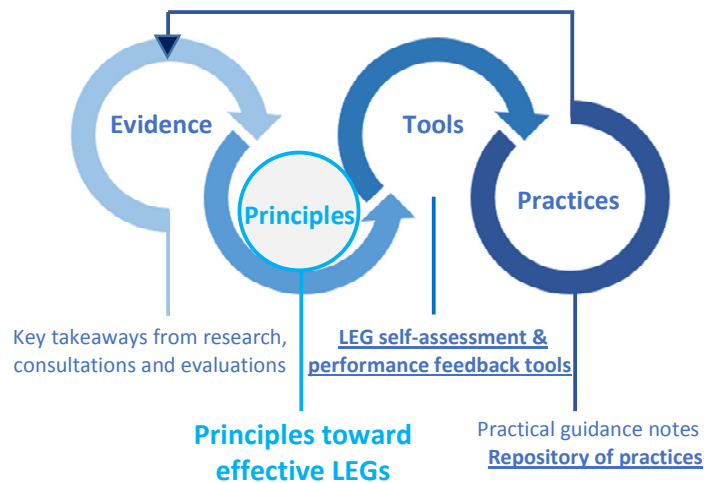 Evidence
Tools
Principles
Practices
Key takeaways from research,
consultations and evaluations
LEG self-assessment &
performance feedback tools
Principles toward
effective LEGs
Practical guidance notes
Repository of practices